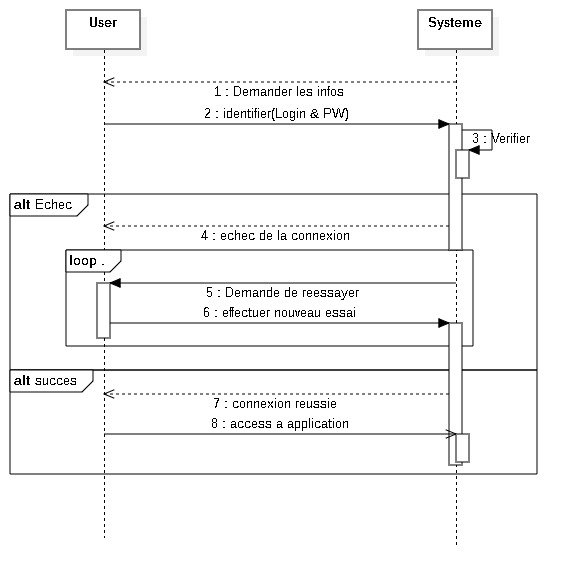 User
Systeme
1 : Demander les infos
2 : identifier(Login & PW)
3 : Verifier
alt Echec
4 : echec de la connexion
loop .
5 : Demande de reessayer
6 : effectuer nouveau essai
alt succes
7 : connexion reussie
8 : access a application